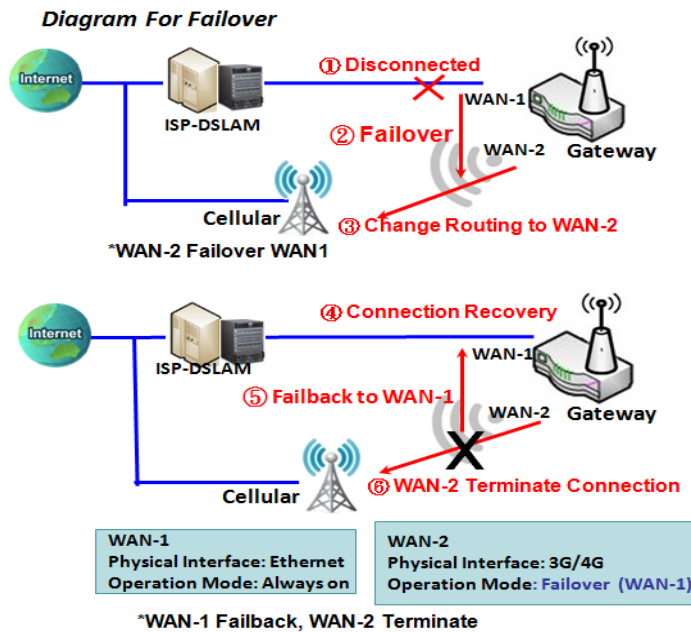 Diagram For Failover
Internet
① Disconnected
ISP-DSLAM
WAN-1
② Failover
WAN-2
Gateway
Cellular
③ Change Routing to WAN-2
*WAN-2 Failover WAN1
Internet
④ Connection Recovery
ISP-DSLAM
WAN-1
⑤ Failback to WAN-1
WAN-2
Gateway
Cellular
⑥ WAN-2 Terminate Connection
WAN-1
Physical Interface: Ethernet
Operation Mode: Always on
WAN-2
Physical Interface: 3G/4G
Operation Mode: Failover (WAN-1)
*WAN-1 Failback, WAN-2 Terminate